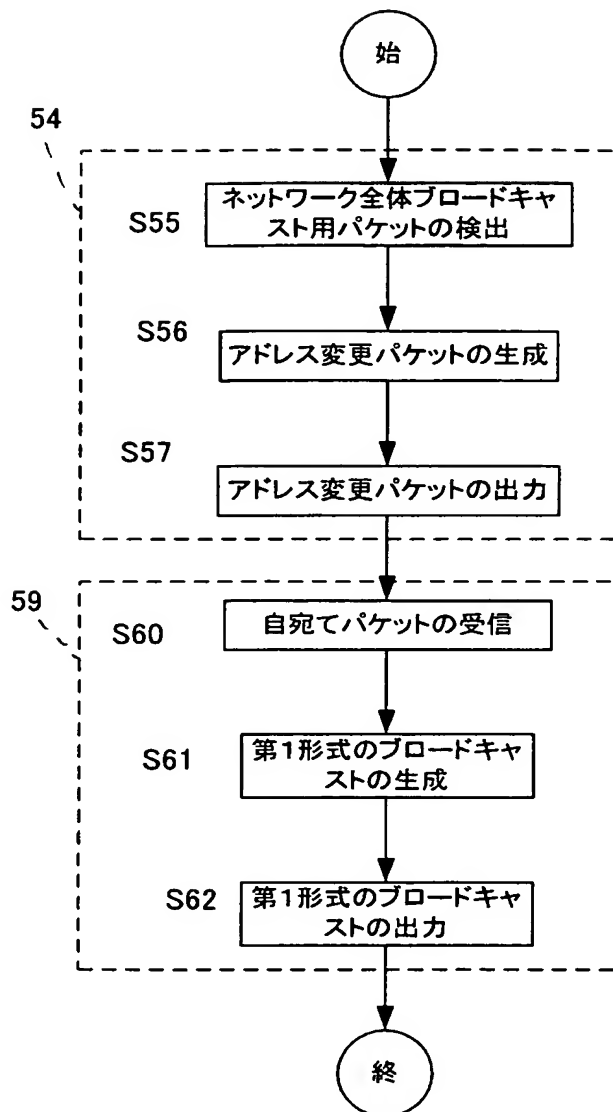 始
54
S55
ネットワーク全体ブロードキャ
スト用パケットの検出
S56
アドレス変更パケットの生成
S57
アドレス変更パケットの出力
59
S60
自宛てパケットの受信
S61
第1形式のブロードキャ
ストの生成
S62
第1形式のブロードキャ
ストの出力
終